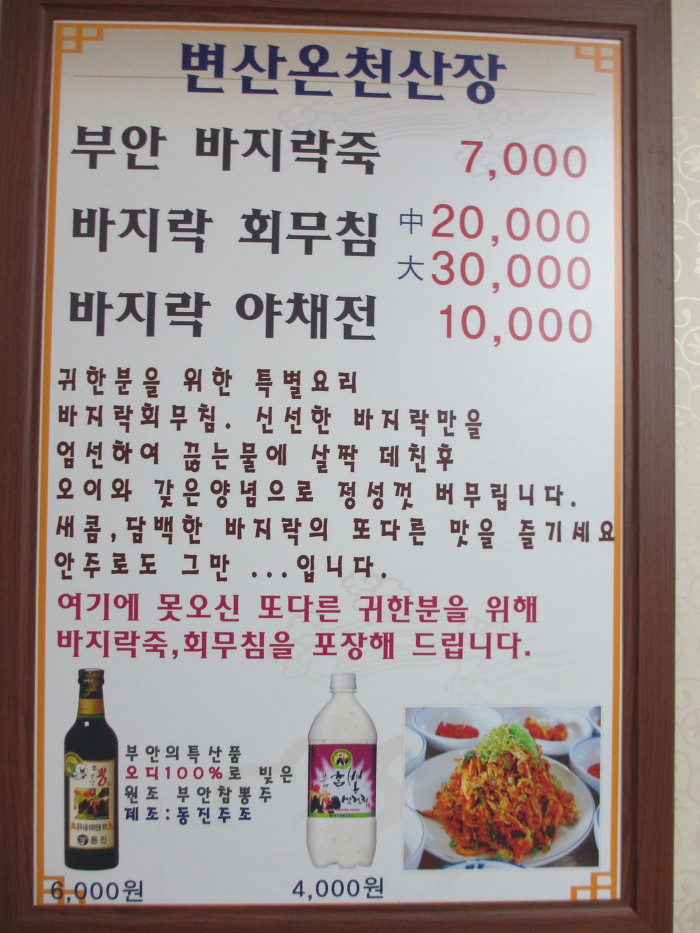 변산온천산장
부안 바지락죽 7,000
바지락 회무침 中 20,000
大 30,000
바지락 야채전 10,000
귀한분을 위한 특별요리
바지락회무침. 신선한 바지락만을
엄선하여 끓는물에 살짝 데친후
오이와 갖은양념으로 정성껏 버무립니다.
새콤,담백한 바지락의 또다른 맛을 즐기세요
안주로도 그만 ...입니다.
여기에 못오신 또다른 귀한분을 위해
바지락죽,회무침을 포장해 드립니다.
부안의특산품
오디100%로 빚은
원조 부안참뽕주
제조:동진주조
뽕
동진
6,000원
4,000원